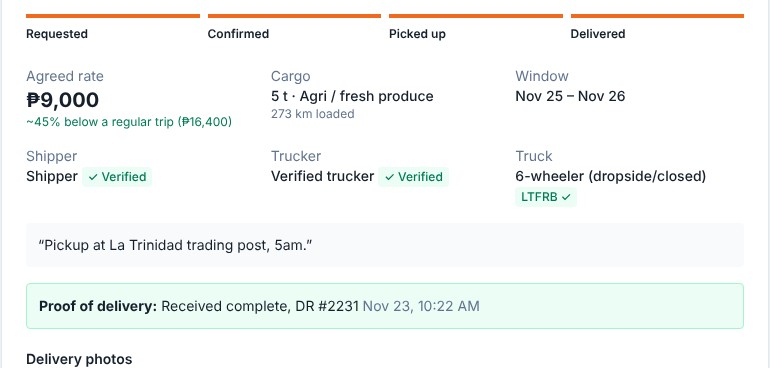 Requested
Confirmed
Picked up
Delivered
Agreed rate
₱9,000
~45% below a regular trip (₱16,400)
Cargo
5 t · Agri / fresh produce
273 km loaded
Window
Nov 25 – Nov 26
Shipper
Shipper ✓ Verified
Trucker
Verified trucker ✓ Verified
Truck
6-wheeler (dropside/closed)
LTFRB ✓
“Pickup at La Trinidad trading post, 5am.”
Proof of delivery: Received complete, DR #2231 Nov 23, 10:22 AM
Delivery photos